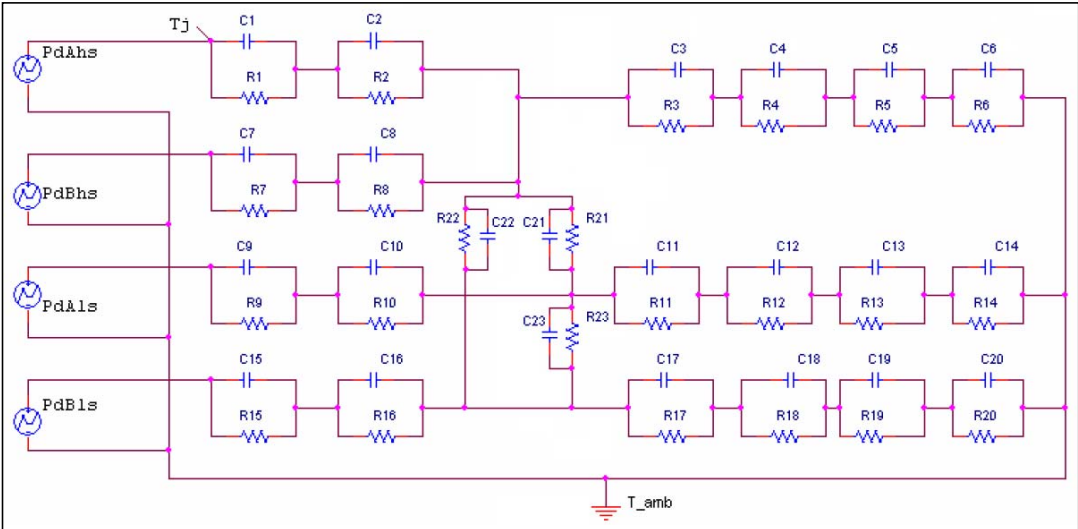 Tj
C1 C2
PdAhs
R1 R2
C3 C4 C5 C6
R3 R4 R5 R6
C7 C8
PdBhs
R7 R8
R22 C22 C21 R21
C9 C10 C11 C12 C13 C14
PdAls
R9 R10 R11 R12 R13 R14
C23 R23
C15 C16 C17 C18 C19 C20
PdBls
R15 R16 R17 R18 R19 R20
T_amb